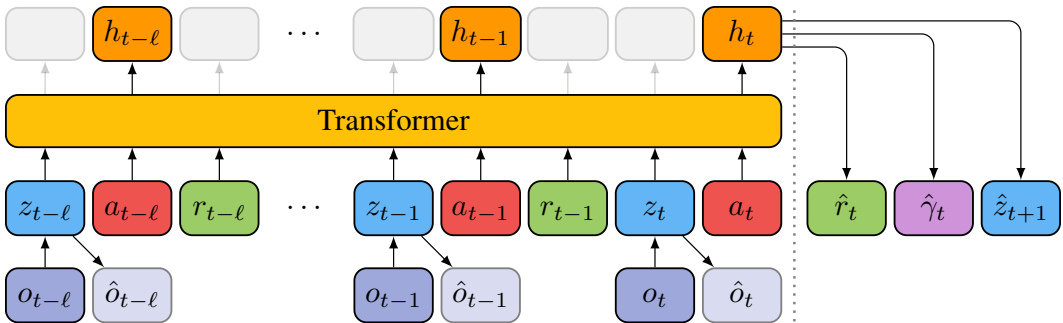 h_{t−ℓ} ⋯ h_{t−1} h_t
Transformer
z_{t−ℓ} a_{t−ℓ} r_{t−ℓ} ⋯ z_{t−1} a_{t−1} r_{t−1} z_t a_t r̂_t γ̂_t ẑ_{t+1}
o_{t−ℓ} ô_{t−ℓ} o_{t−1} ô_{t−1} o_t ô_t